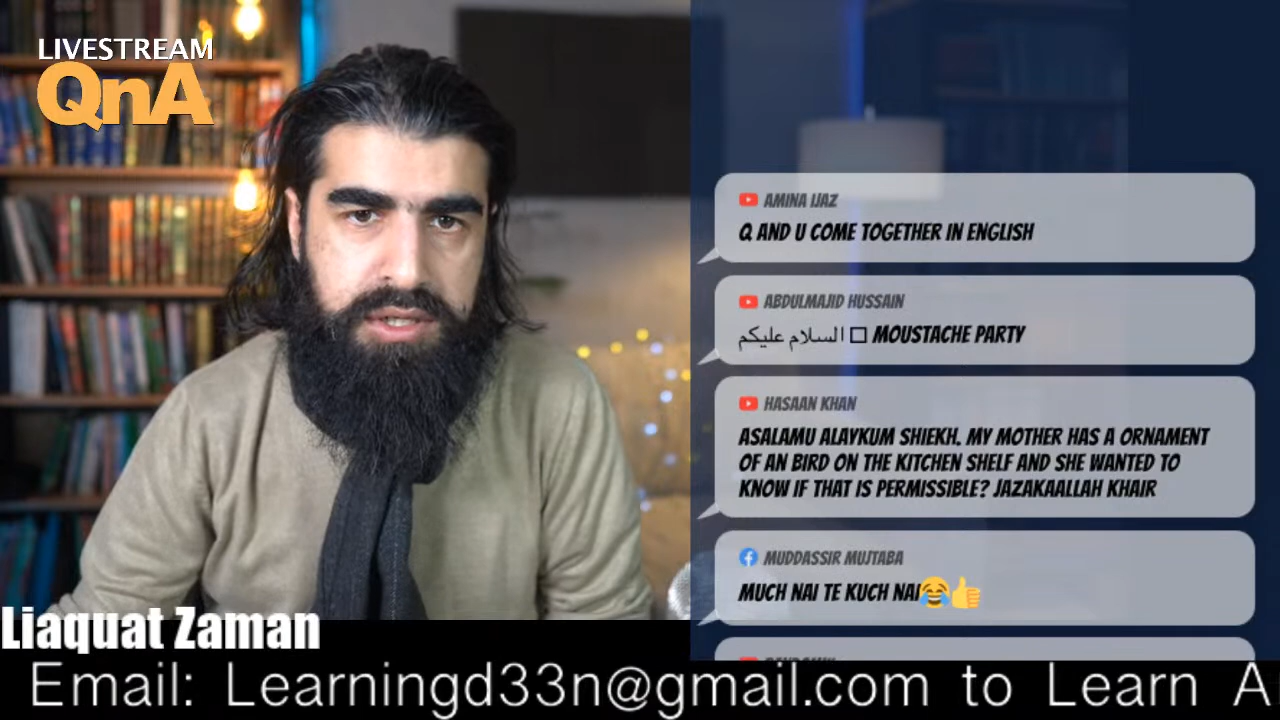 LIVESTREAM
QnA
AMINA IJAZ
Q AND U COME TOGETHER IN ENGLISH
ABDULMAJID HUSSAIN
السلام عليكم □ MOUSTACHE PARTY
HASAAN KHAN
ASALAMU ALAYKUM SHIEKH. MY MOTHER HAS A ORNAMENT
OF AN BIRD ON THE KITCHEN SHELF AND SHE WANTED TO
KNOW IF THAT IS PERMISSIBLE? JAZAKAALLAH KHAIR
MUDDASSIR MUJTABA
MUCH NAI TE KUCH NAI😂👍
Liaquat Zaman
Email: Learningd33n@gmail.com to Learn A